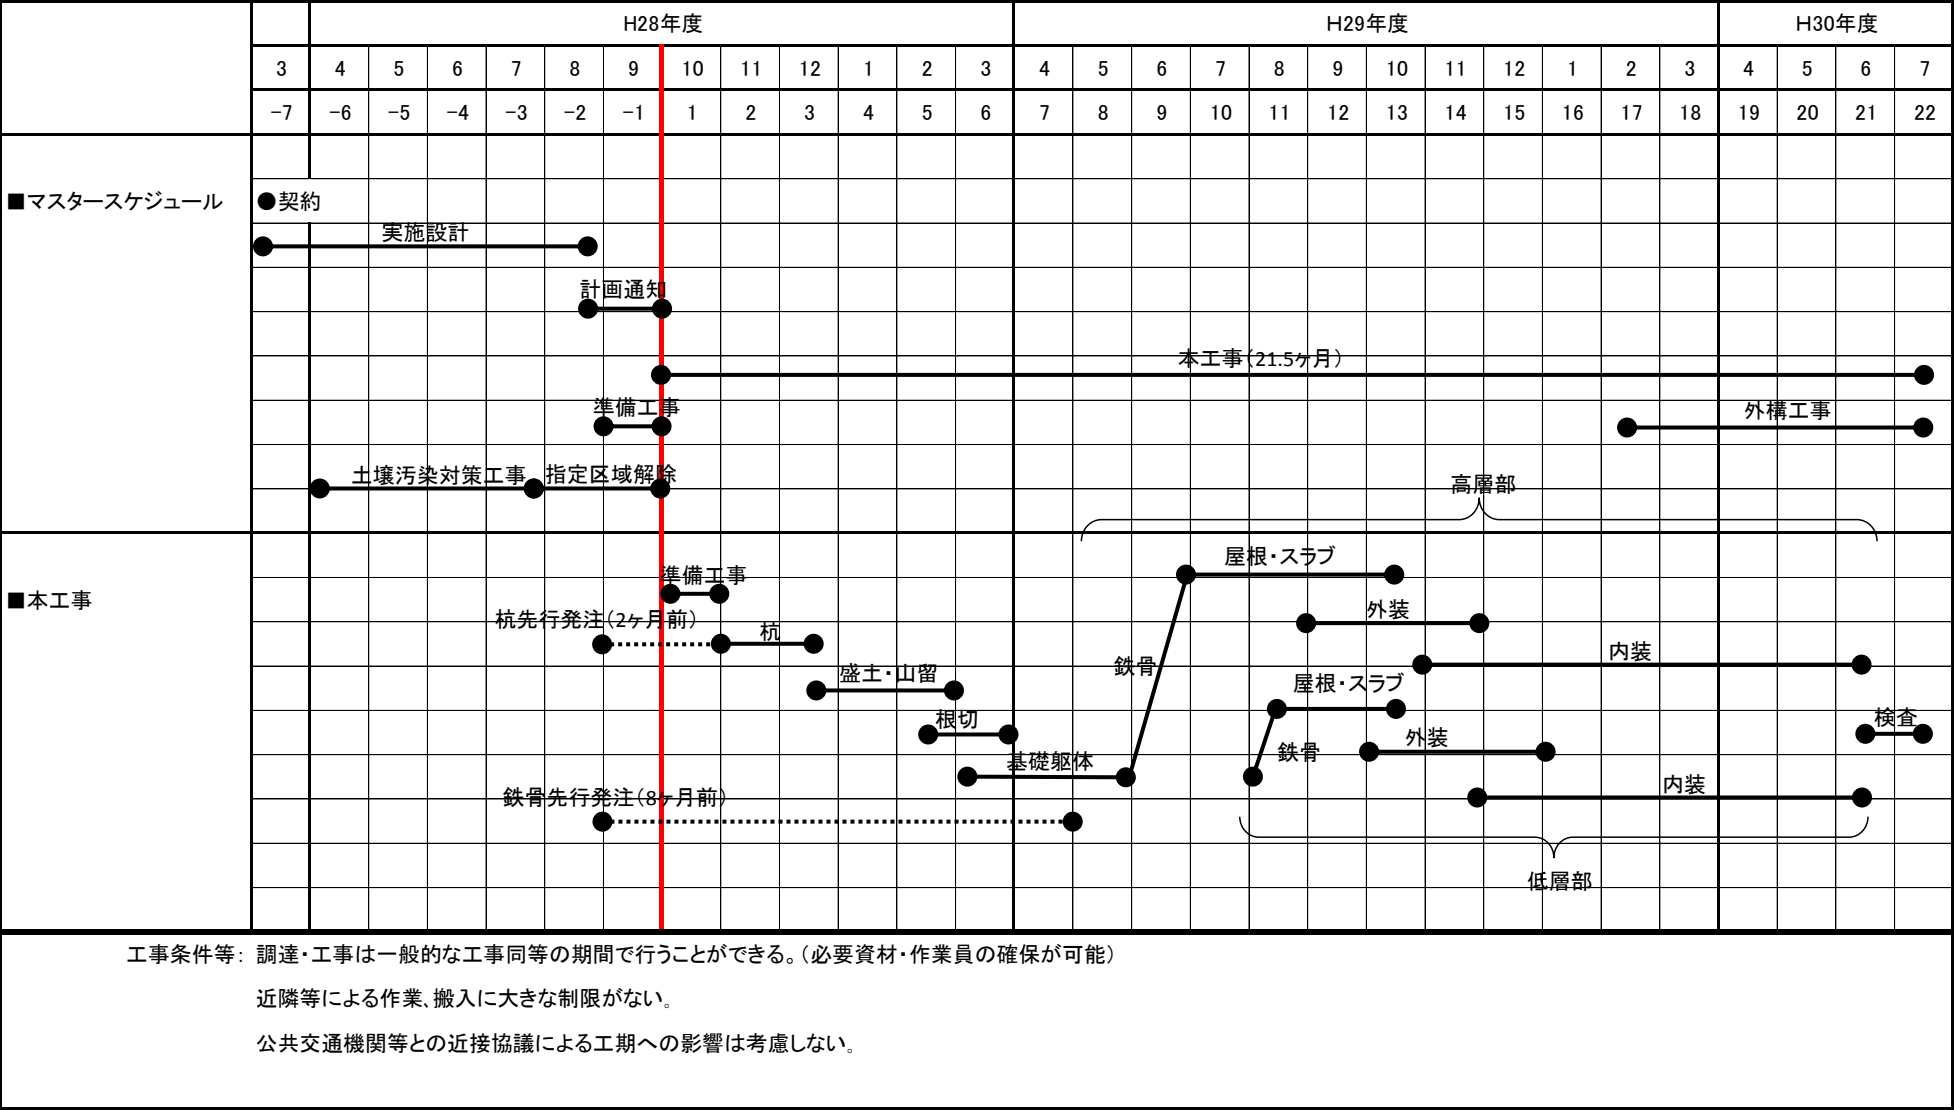 H28年度 H29年度 H30年度
3 4 5 6 7 8 9 10 11 12 1 2 3 4 5 6 7 8 9 10 11 12 1 2 3 4 5 6 7
−7 −6 −5 −4 −3 −2 −1 1 2 3 4 5 6 7 8 9 10 11 12 13 14 15 16 17 18 19 20 21 22
■マスタースケジュール
●契約
実施設計
計画通知
本工事(21.5ヶ月)
準備工事
外構工事
土壌汚染対策工事
指定区域解除
高層部
■本工事
屋根・スラブ
準備工事
杭先行発注(2ヶ月前)
杭
外装
内装
鉄骨
盛土・山留
屋根・スラブ
根切
検査
外装
鉄骨
基礎躯体
内装
鉄骨先行発注(8ヶ月前)
低層部
工事条件等: 調達・工事は一般的な工事同等の期間で行うことができる。(必要資材・作業員の確保が可能)
近隣等による作業、搬入に大きな制限がない。
公共交通機関等との近接協議による工期への影響は考慮しない。